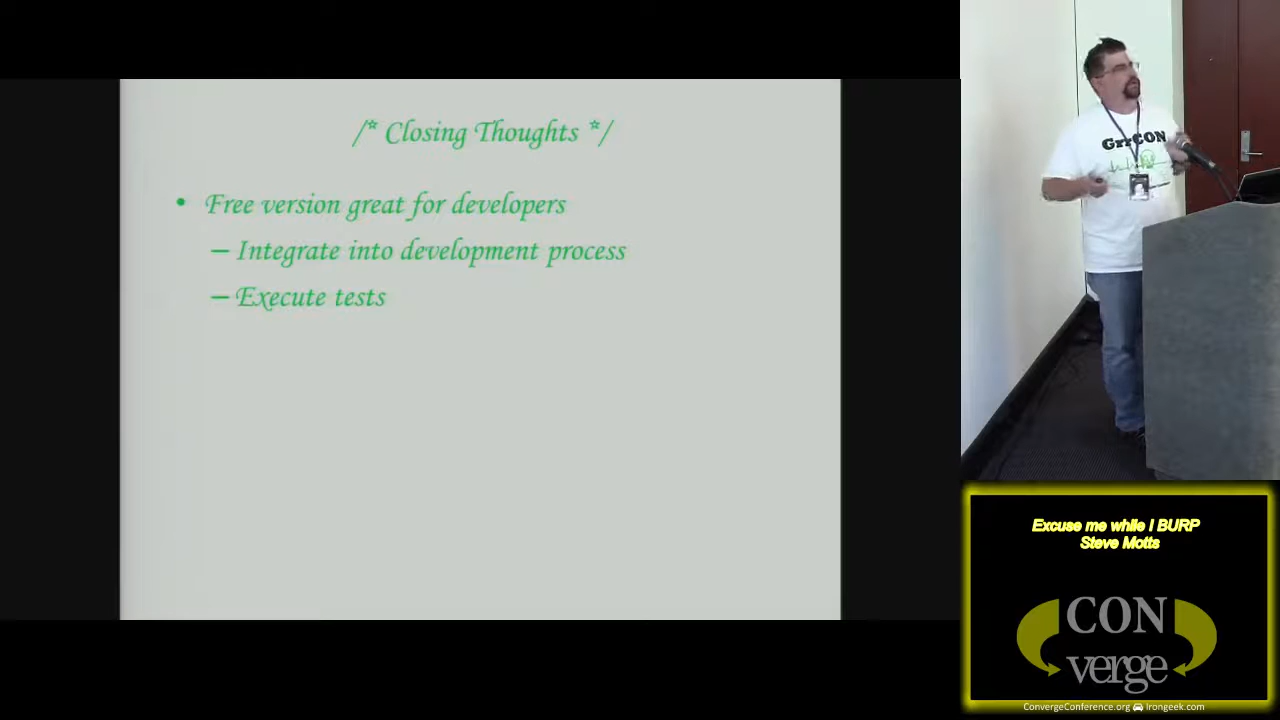 /* Closing Thoughts */
• Free version great for developers
– Integrate into development process
– Execute tests
GrrCON
Excuse me while I BURP
Steve Motts
CON
verge
ConvergeConference.org Irongeek.com